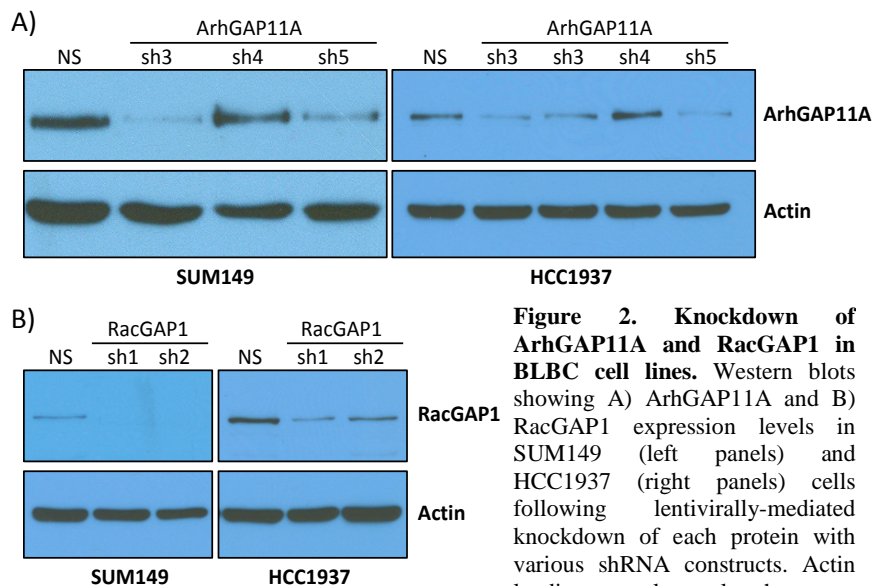 A)
ArhGAP11A
ArhGAP11A
NS sh3 sh4 sh5
NS sh3 sh3 sh4 sh5
ArhGAP11A
Actin
SUM149
HCC1937
B)
RacGAP1
RacGAP1
NS sh1 sh2
NS sh1 sh2
RacGAP1
Actin
SUM149
HCC1937
Figure 2. Knockdown of
ArhGAP11A and RacGAP1 in
BLBC cell lines. Western blots
showing A) ArhGAP11A and B)
RacGAP1 expression levels in
SUM149 (left panels) and
HCC1937 (right panels) cells
following lentivirally-mediated
knockdown of each protein with
various shRNA constructs. Actin